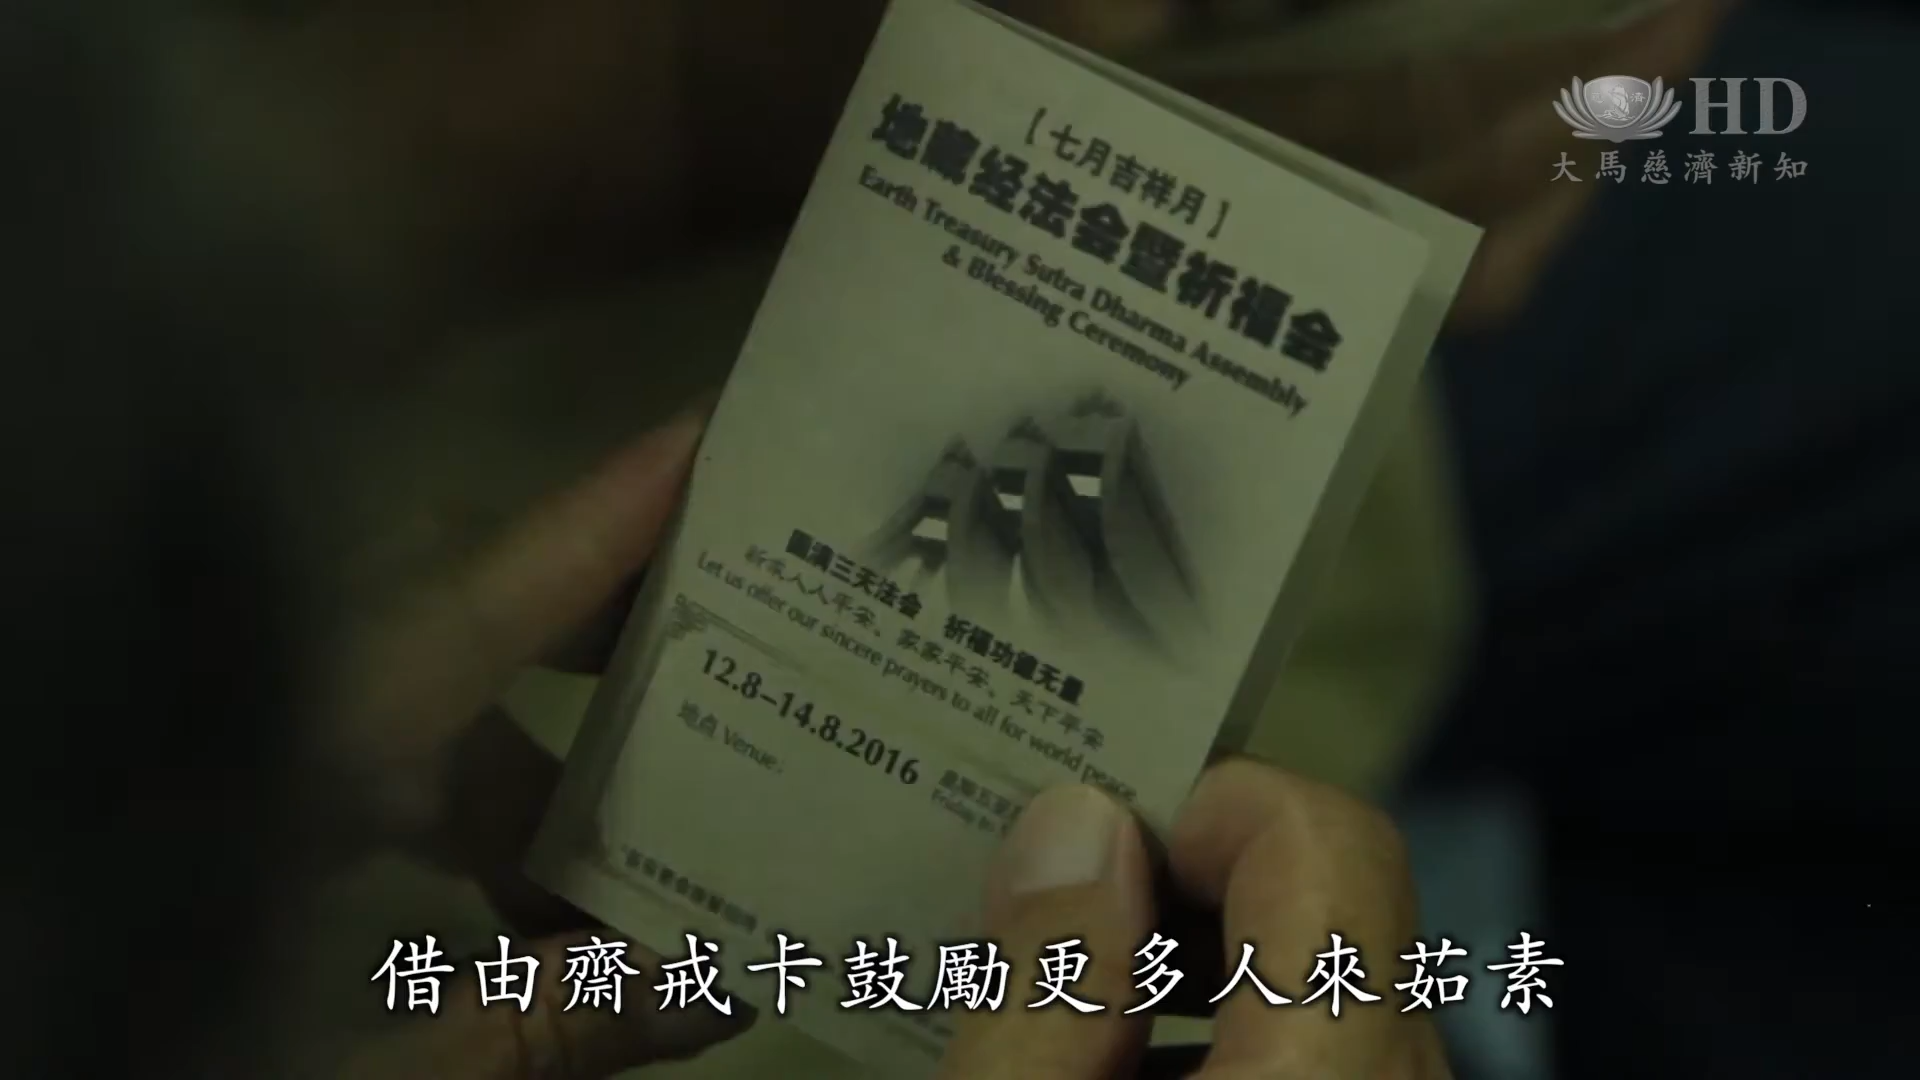 HD
大馬慈濟新知
【七月吉祥月】
地藏经法会暨祈福会
Earth Treasury Sutra Dharma Assembly
& Blessing Ceremony
圆满三天法会 祈福功德无量
祈求人人平安、家家平安、天下平安
Let us offer our sincere prayers to all for world peace
12.8–14.8.2016
Friday to
地点 Venue:
借由齋戒卡鼓勵更多人來茹素